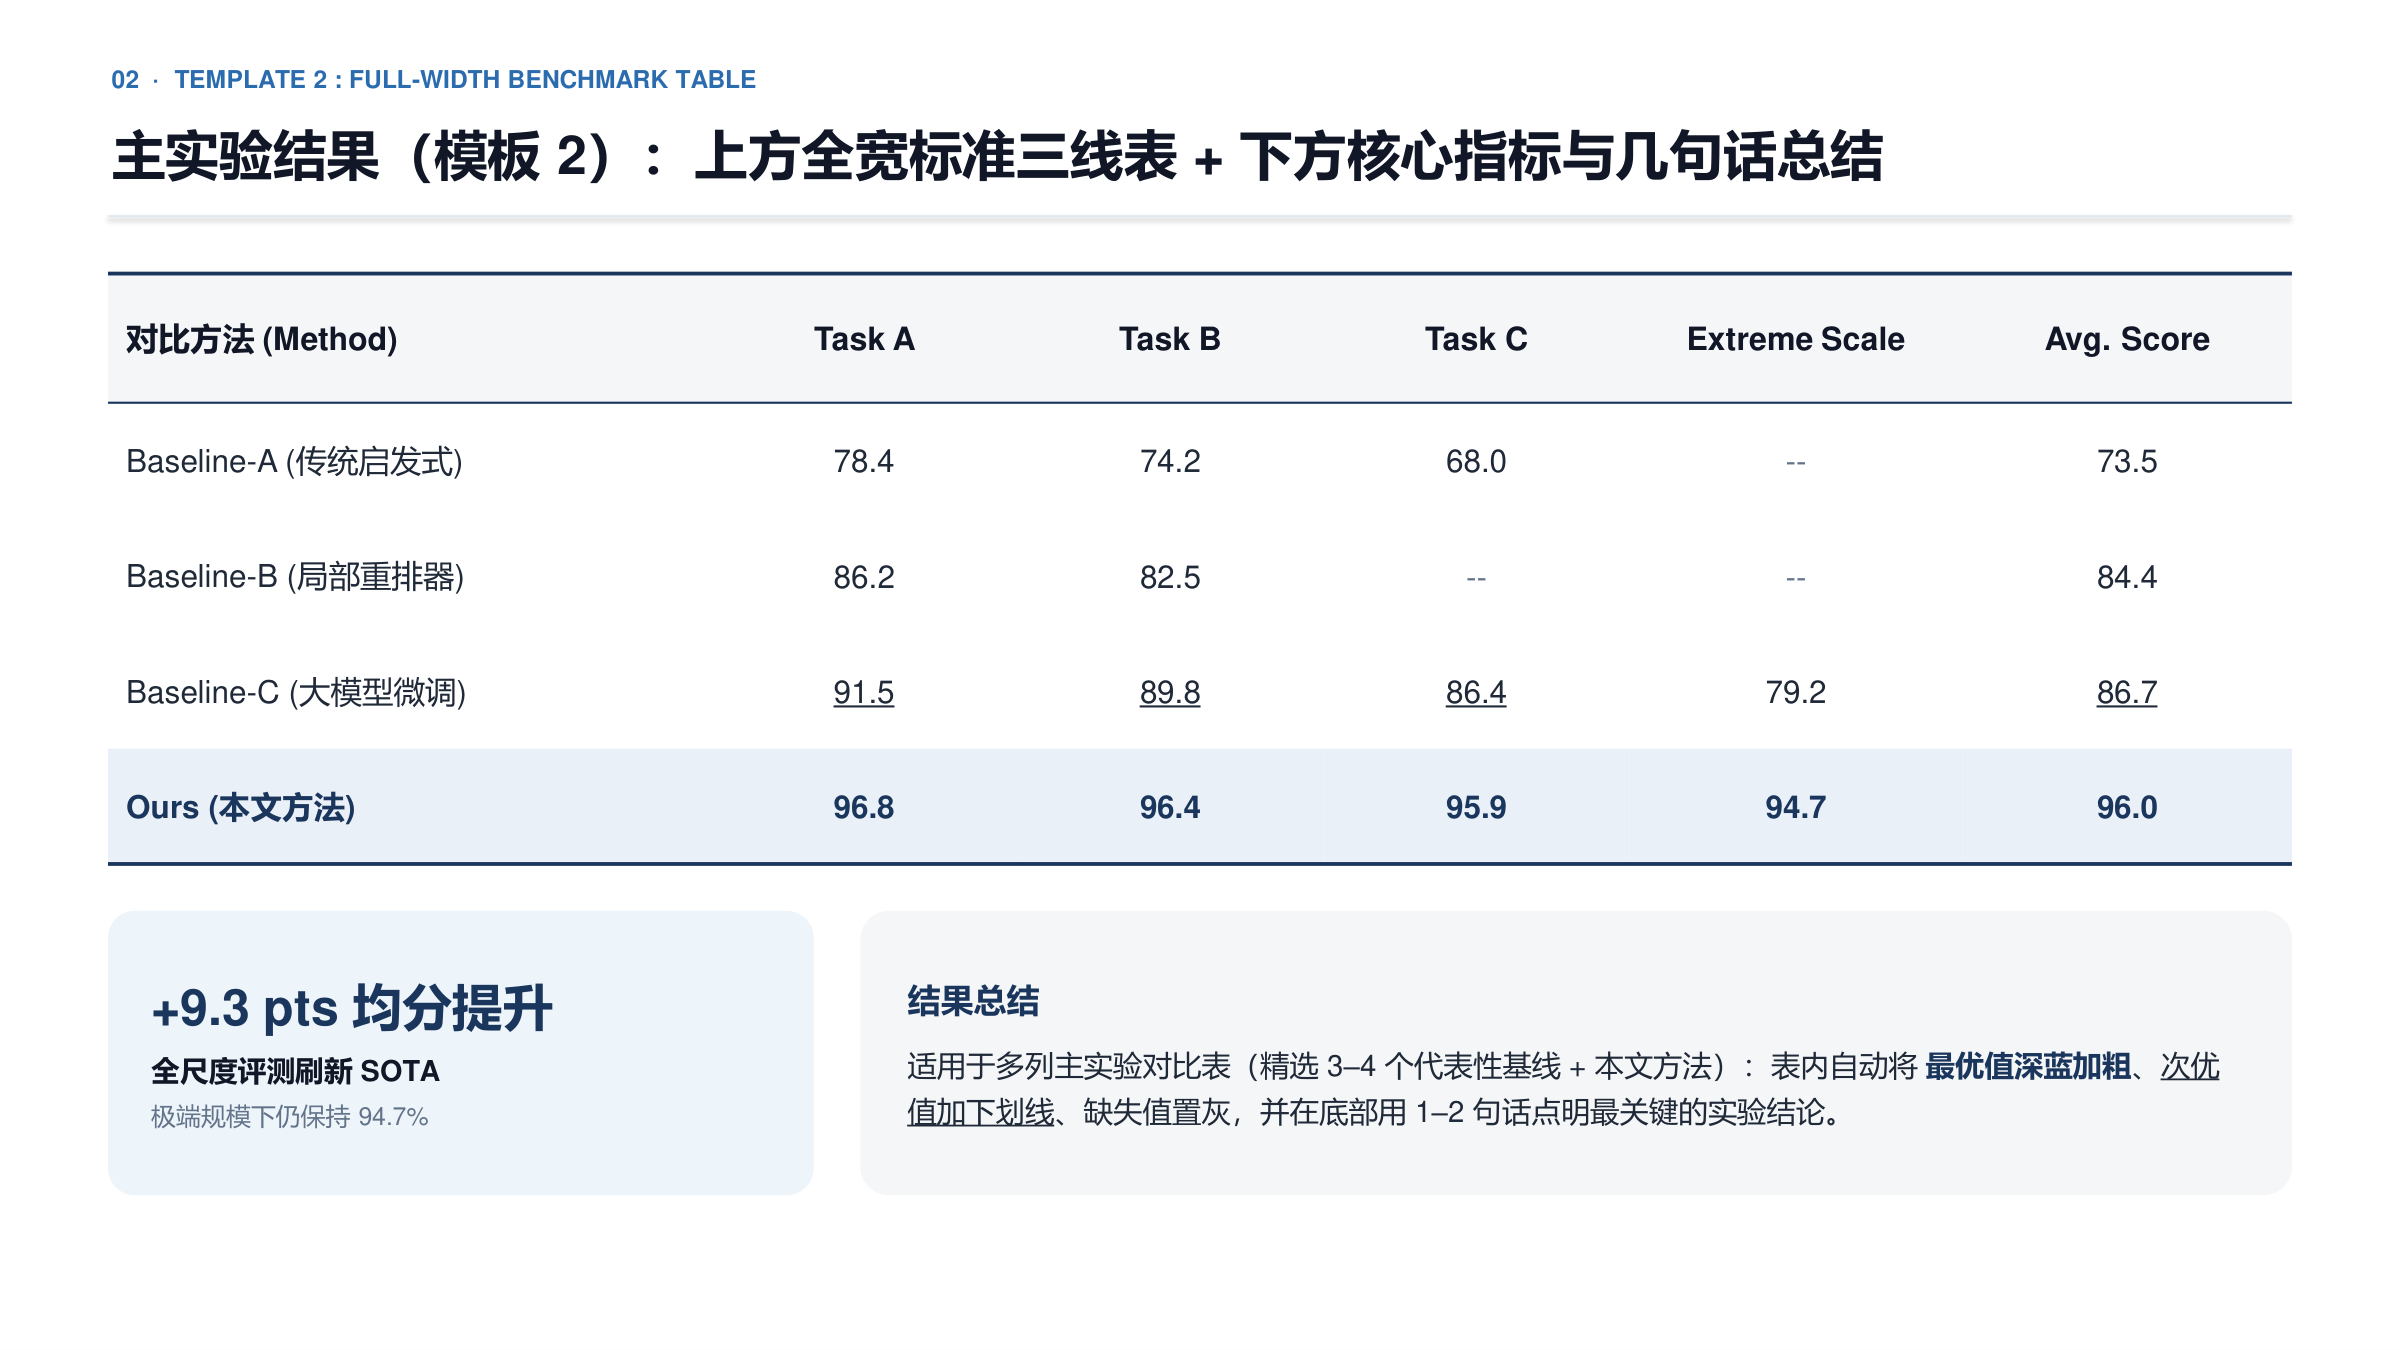 02 · TEMPLATE 2 : FULL-WIDTH BENCHMARK TABLE
主实验结果（模板 2）：上方全宽标准三线表 + 下方核心指标与几句话总结
对比方法 (Method) Task A Task B Task C Extreme Scale Avg. Score
Baseline-A (传统启发式) 78.4 74.2 68.0 -- 73.5
Baseline-B (局部重排器) 86.2 82.5 -- -- 84.4
Baseline-C (大模型微调) 91.5 89.8 86.4 79.2 86.7
Ours (本文方法) 96.8 96.4 95.9 94.7 96.0
+9.3 pts 均分提升
全尺度评测刷新 SOTA
极端规模下仍保持 94.7%
结果总结
适用于多列主实验对比表（精选 3–4 个代表性基线 + 本文方法）：表内自动将 最优值深蓝加粗、次优
值加下划线、缺失值置灰，并在底部用 1–2 句话点明最关键的实验结论。